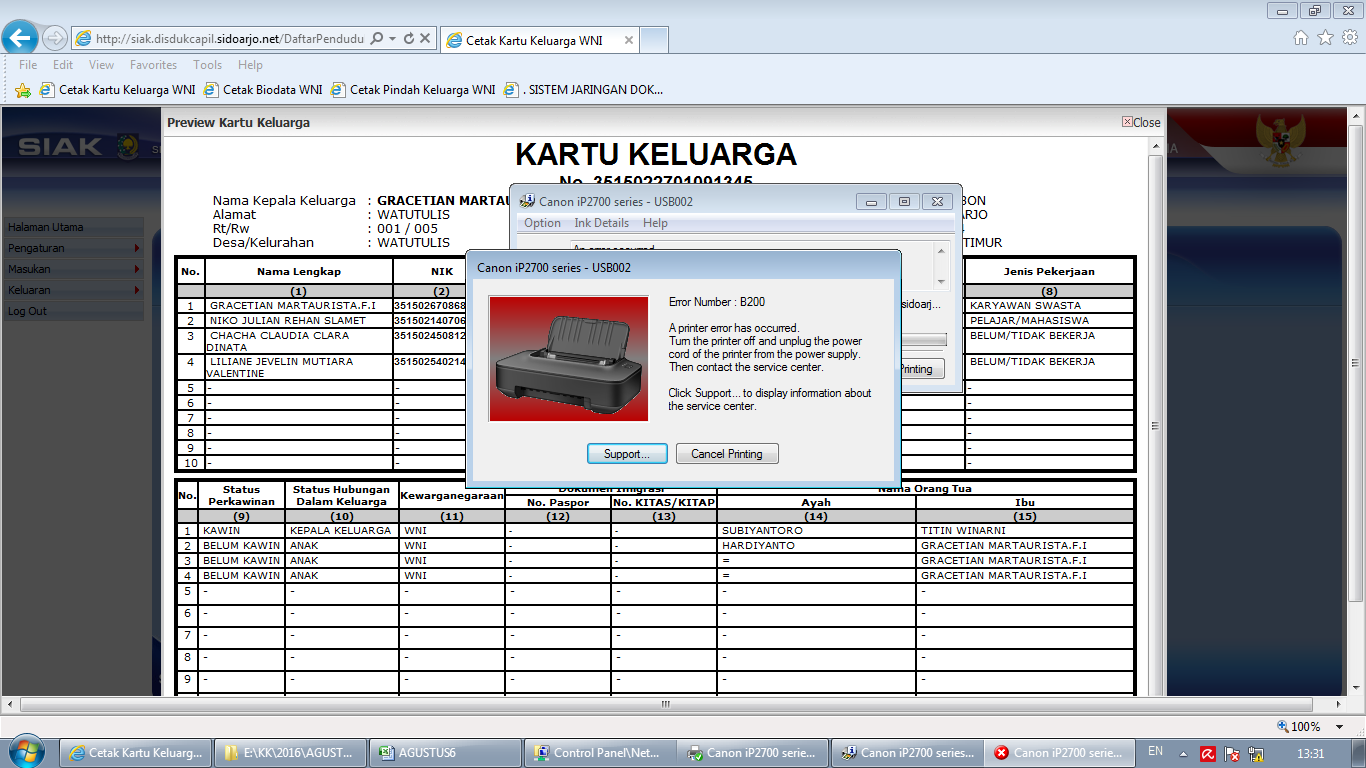 http://siak.disdukcapil.sidoarjo.net/DaftarPendudu
Cetak Kartu Keluarga WNI
File Edit View Favorites Tools Help
Cetak Kartu Keluarga WNI Cetak Biodata WNI Cetak Pindah Keluarga WNI . SISTEM JARINGAN DOK...
SIAK
Preview Kartu Keluarga Close
Halaman Utama
Pengaturan
Masukan
Keluaran
Log Out
KARTU KELUARGA
No. 3515022701091345
Nama Kepala Keluarga : GRACETIAN MARTAU
Alamat : WATUTULIS
Rt/Rw : 001 / 005
Desa/Kelurahan : WATUTULIS
BON
ARJO
TIMUR
No. Nama Lengkap NIK Jenis Pekerjaan
(1) (2) (8)
1 GRACETIAN MARTAURISTA.F.I 351502670868 KARYAWAN SWASTA
2 NIKO JULIAN REHAN SLAMET 351502140706 PELAJAR/MAHASISWA
3 CHACHA CLAUDIA CLARA DINATA 351502450812 BELUM/TIDAK BEKERJA
4 LILIANE JEVELIN MUTIARA VALENTINE 351502540214 BELUM/TIDAK BEKERJA
5 - - -
6 - - -
7 - - -
8 - - -
9 - - -
10 - - -
Canon iP2700 series - USB002
Option Ink Details Help
An error occurred
sidoarj...
Printing
Canon iP2700 series - USB002
Error Number : B200
A printer error has occurred.
Turn the printer off and unplug the power
cord of the printer from the power supply.
Then contact the service center.
Click Support... to display information about
the service center.
Support... Cancel Printing
No. Status Perkawinan Status Hubungan Dalam Keluarga Kewarganegaraan Dokumen Imigrasi Nama Orang Tua
No. Paspor No. KITAS/KITAP Ayah Ibu
(9) (10) (11) (12) (13) (14) (15)
1 KAWIN KEPALA KELUARGA WNI - - SUBIYANTORO TITIN WINARNI
2 BELUM KAWIN ANAK WNI - - HARDIYANTO GRACETIAN MARTAURISTA.F.I
3 BELUM KAWIN ANAK WNI - - = GRACETIAN MARTAURISTA.F.I
4 BELUM KAWIN ANAK WNI - - = GRACETIAN MARTAURISTA.F.I
5 - - - - - - -
6 - - - - - - -
7 - - - - - - -
8 - - - - - - -
9 - - - - - - -
100%
Cetak Kartu Keluarg... E:\KK\2016\AGUST... AGUSTUS6 Control Panel\Net... Canon iP2700 serie... Canon iP2700 series... Canon iP2700 serie... EN 13:31